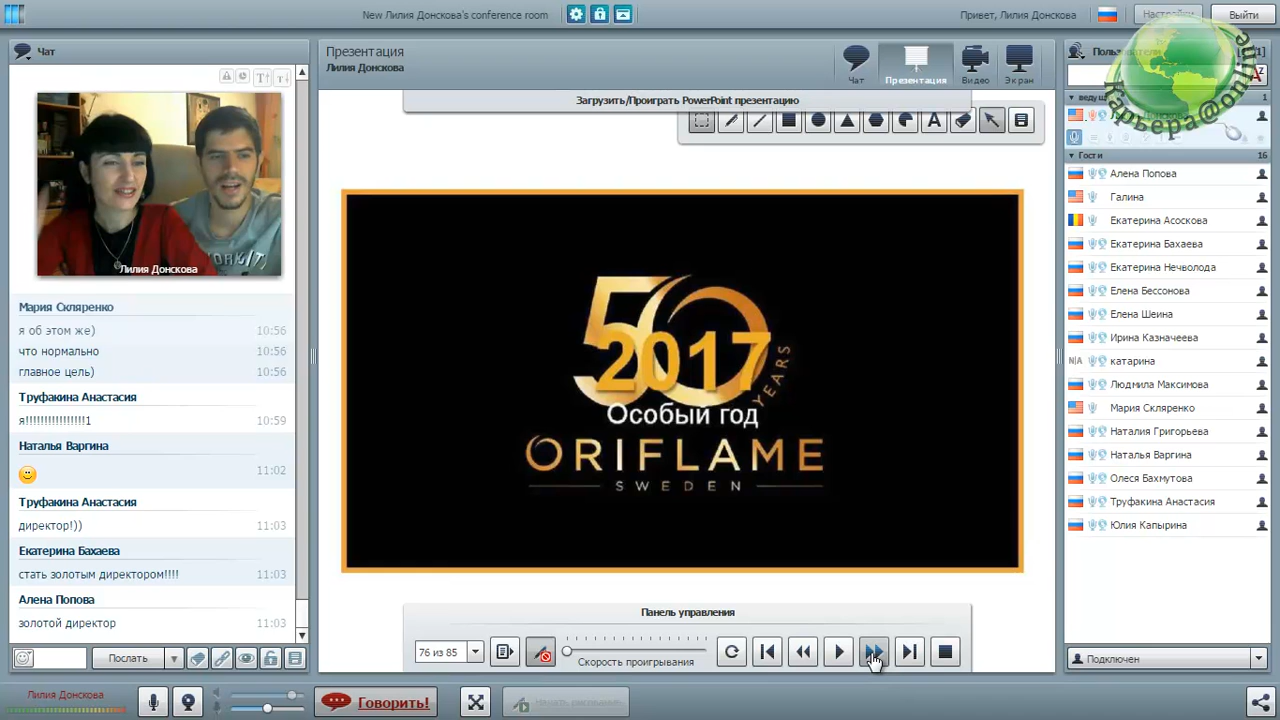 New Лилия Донскова's conference room
Привет, Лилия Донскова
Настройки
Выйти
Чат
Лилия Донскова
Мария Скляренко
я об этом же) 10:56
что нормально 10:56
главное цель) 10:56
Труфакина Анастасия
я!!!!!!!!!!!!!!!!1 10:59
Наталья Варгина
11:02
Труфакина Анастасия
директор!)) 11:03
Екатерина Бахаева
стать золотым директором!!!! 11:03
Алена Попова
золотой директор 11:03
Послать
Презентация
Лилия Донскова
Чат
Презентация
Видео
Экран
Загрузить/Проиграть PowerPoint презентацию
A
50
2017
YEARS
Особый год
ORIFLAME
SWEDEN
Панель управления
76 из 85
Скорость проигрывания
Пользователи
Карьера@online
ведущ 1
Гости 16
Алена Попова
Галина
Екатерина Асоскова
Екатерина Бахаева
Екатерина Нечволода
Елена Бессонова
Елена Шеина
Ирина Казначеева
N/A катарина
Людмила Максимова
Мария Скляренко
Наталия Григорьева
Наталья Варгина
Олеся Бахмутова
Труфакина Анастасия
Юлия Капырина
Подключен
Лилия Донскова
Говорить!
Начать рисование